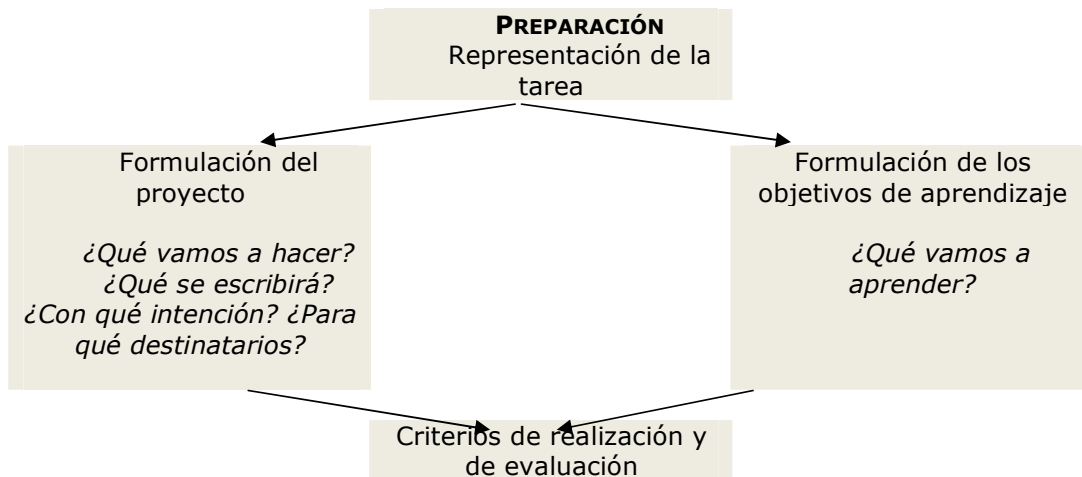 PREPARACIÓN
Representación de la
tarea
Formulación del
proyecto
¿Qué vamos a hacer?
¿Qué se escribirá?
¿Con qué intención? ¿Para
qué destinatarios?
Formulación de los
objetivos de aprendizaje
¿Qué vamos a
aprender?
Criterios de realización y
de evaluación